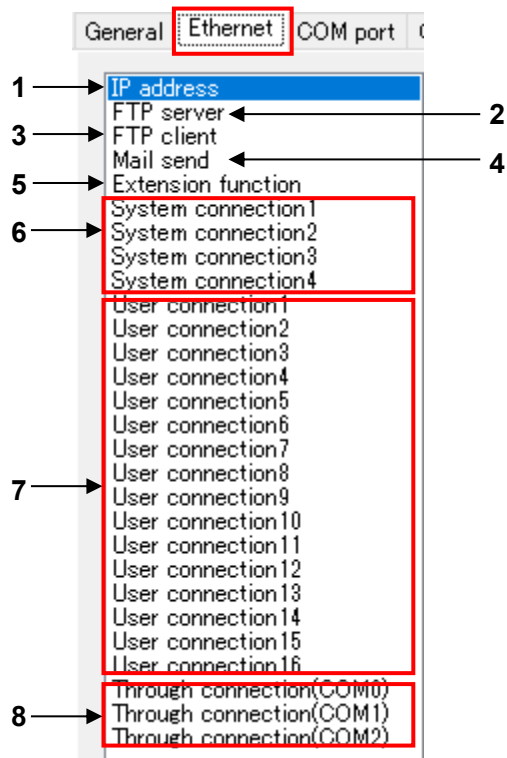 General Ethernet COM port
1 IP address
FTP server 2
3 FTP client
Mail send 4
5 Extension function
System connection1
6 System connection2
System connection3
System connection4
User connection1
User connection2
User connection3
User connection4
User connection5
User connection6
User connection7
User connection8
7 User connection9
User connection10
User connection11
User connection12
User connection13
User connection14
User connection15
User connection16
Through connection(COM0)
8 Through connection(COM1)
Through connection(COM2)